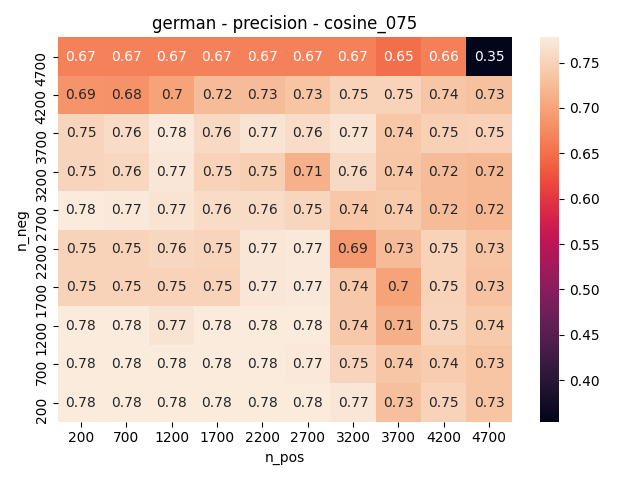 german - precision - cosine_075
4700 0.67 0.67 0.67 0.67 0.67 0.67 0.67 0.65 0.66 0.35
4200 0.69 0.68 0.7 0.72 0.73 0.73 0.75 0.75 0.74 0.73
3700 0.75 0.76 0.78 0.76 0.77 0.76 0.77 0.74 0.75 0.75
3200 0.75 0.76 0.77 0.75 0.75 0.71 0.76 0.74 0.72 0.72
2700 0.78 0.77 0.77 0.76 0.76 0.75 0.74 0.74 0.72 0.72
2200 0.75 0.75 0.76 0.75 0.77 0.77 0.69 0.73 0.75 0.73
1700 0.75 0.75 0.75 0.75 0.77 0.77 0.74 0.7 0.75 0.73
1200 0.78 0.78 0.77 0.78 0.78 0.78 0.74 0.71 0.75 0.74
700 0.78 0.78 0.78 0.78 0.78 0.77 0.75 0.74 0.74 0.73
200 0.78 0.78 0.78 0.78 0.78 0.78 0.77 0.73 0.75 0.73
200 700 1200 1700 2200 2700 3200 3700 4200 4700
n_pos
n_neg
0.75
0.70
0.65
0.60
0.55
0.50
0.45
0.40